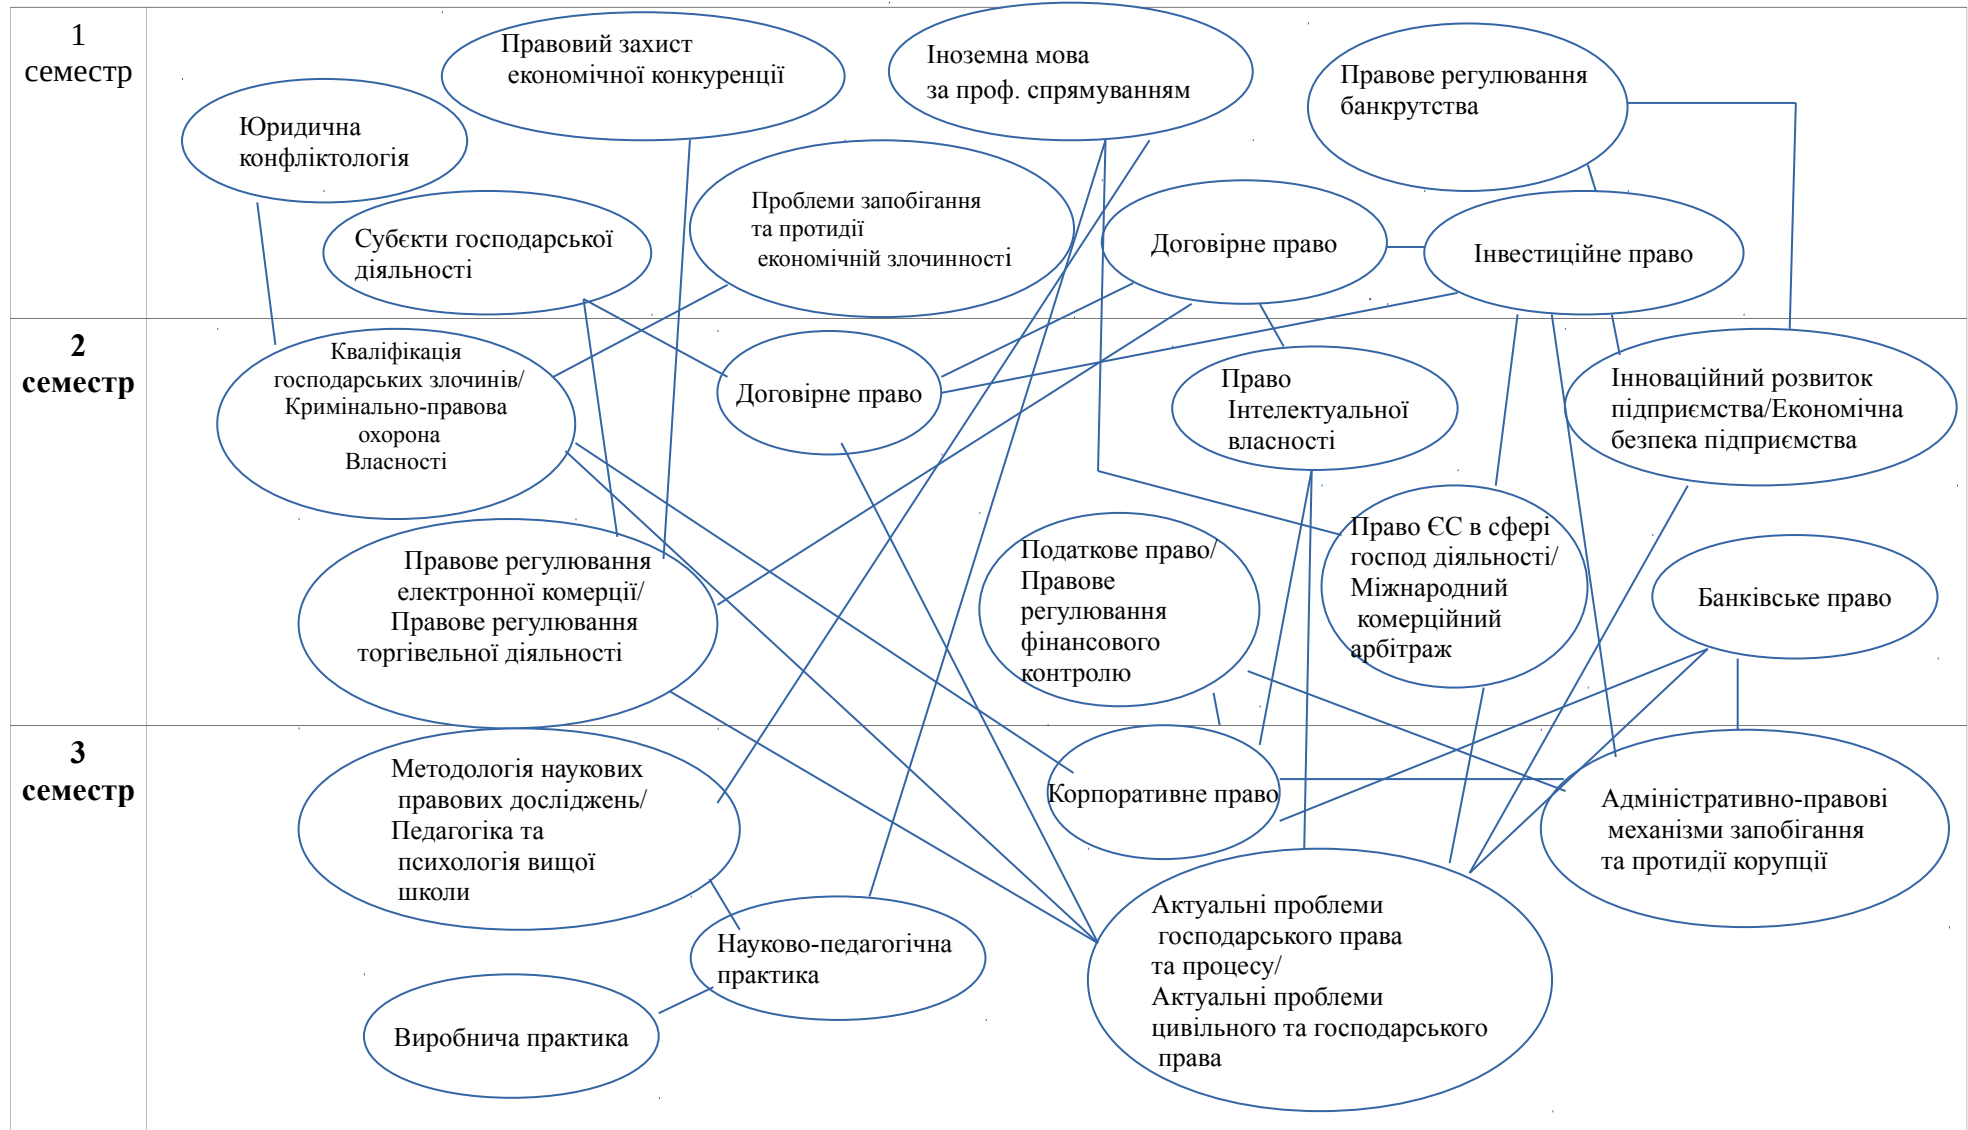 1
семестр
Правовий захист
економічної конкуренції
Іноземна мова
за проф. спрямуванням
Правове регулювання
банкрутства
Юридична
конфліктологія
Субєкти господарської
діяльності
Проблеми запобігання
та протидії
економічній злочинності
Договірне право
Інвестиційне право
2
семестр
Кваліфікація
господарських злочинів/
Кримінально-правова
охорона
Власності
Договірне право
Право
Інтелектуальної
власності
Інноваційний розвиток
підприємства/Економічна
безпека підприємства
Правове регулювання
електронної комерції/
Правове регулювання
торгівельної діяльності
Податкове право/
Правове
регулювання
фінансового
контролю
Право ЄС в сфері
господ діяльності/
Міжнародний
комерційний
арбітраж
Банківське право
3
семестр
Методологія наукових
правових досліджень/
Педагогіка та
психологія вищої
школи
Корпоративне право
Адміністративно-правові
механізми запобігання
та протидії корупції
Науково-педагогічна
практика
Виробнича практика
Актуальні проблеми
господарського права
та процесу/
Актуальні проблеми
цивільного та господарського
права